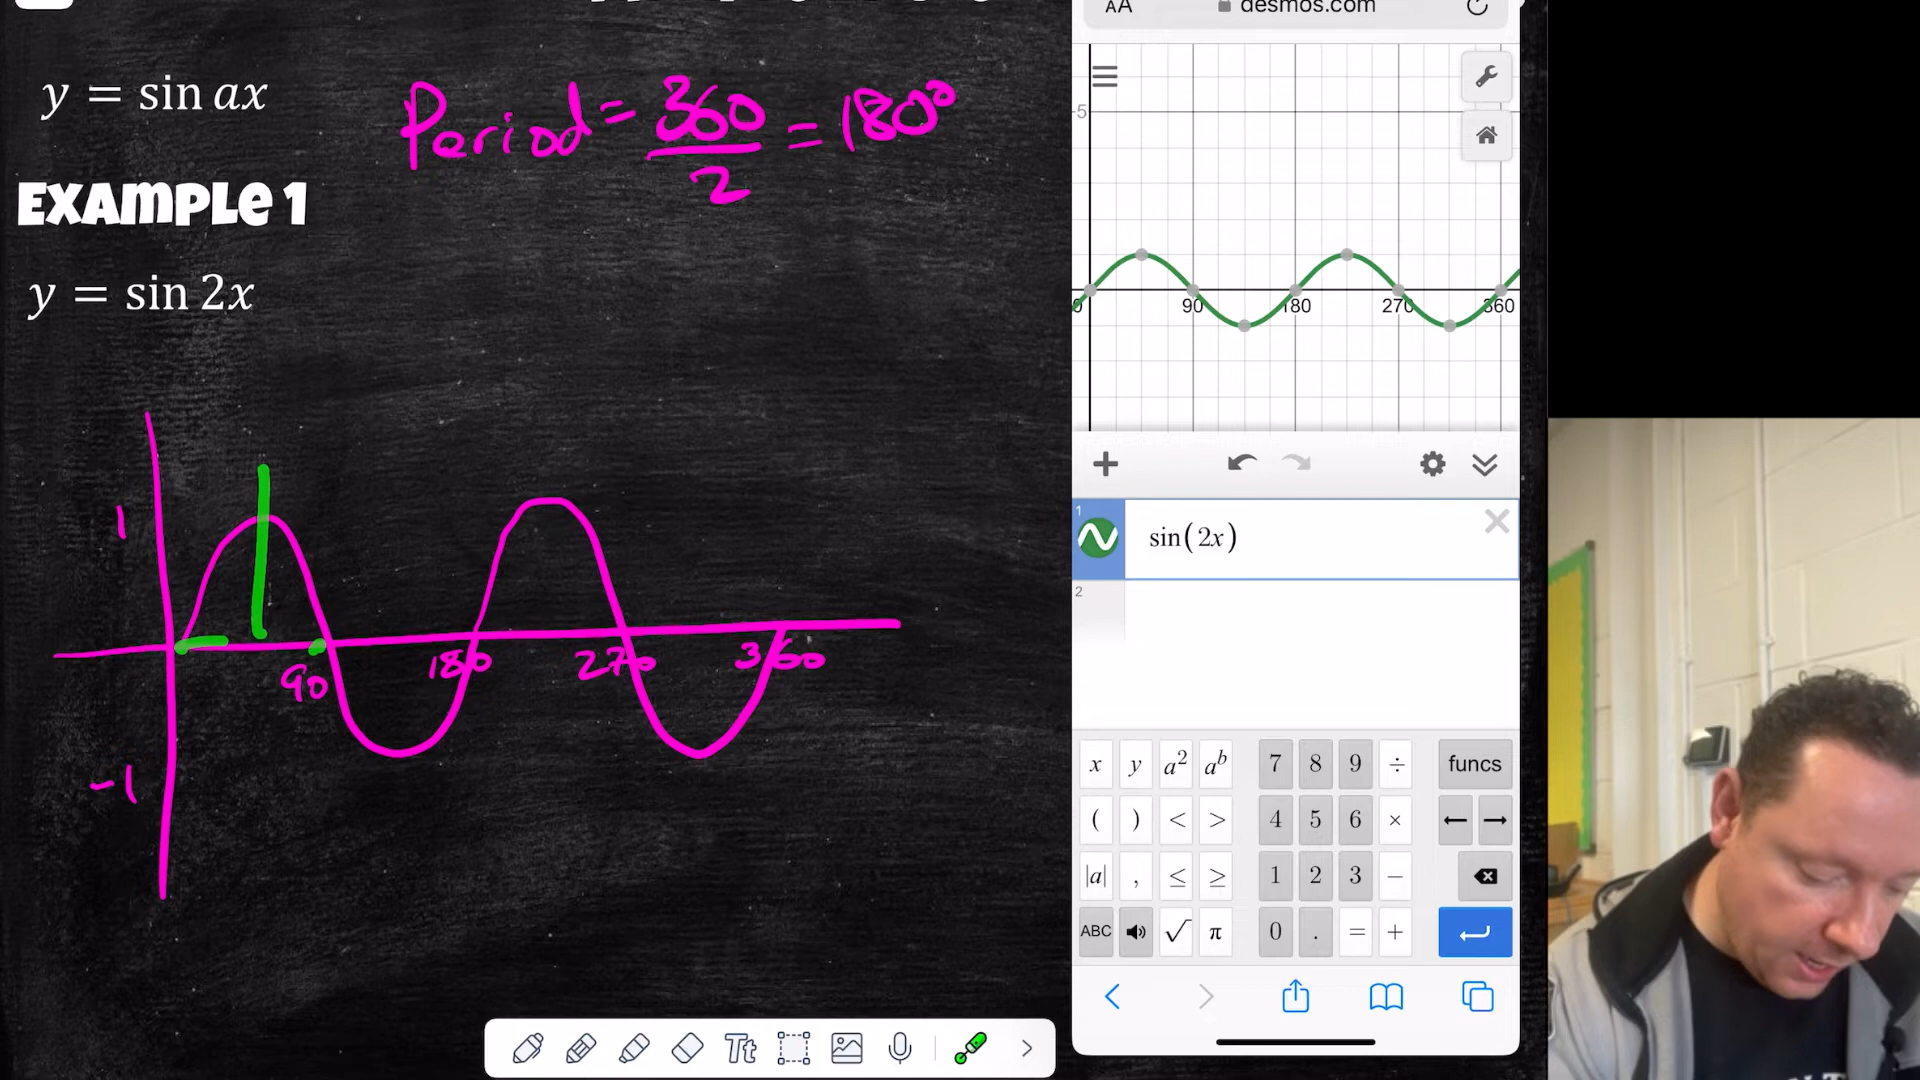 y = sin ax
Period = 360/2 = 180°
Example 1
y = sin 2x
1
-1
90
180
270
360
AA
desmos.com
5
0
90
180
270
360
1
sin(2x)
2
x y a² aᵇ 7 8 9 ÷ funcs
( ) < > 4 5 6 ×
|a| , ≤ ≥ 1 2 3 −
ABC √ π 0 . = +
Tt